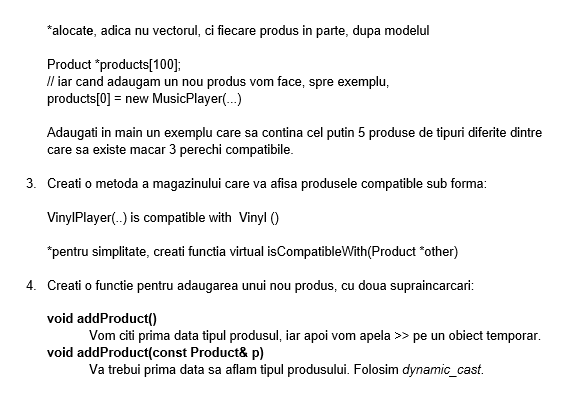 *alocate, adica nu vectorul, ci fiecare produs in parte, dupa modelul
Product *products[100];
// iar cand adaugam un nou produs vom face, spre exemplu,
products[0] = new MusicPlayer(...)
Adaugati in main un exemplu care sa contina cel putin 5 produse de tipuri diferite dintre
care sa existe macar 3 perechi compatibile.
3. Creati o metoda a magazinului care va afisa produsele compatible sub forma:
VinylPlayer(..) is compatible with Vinyl ()
*pentru simplitate, creati functia virtual isCompatibleWith(Product *other)
4. Creati o functie pentru adaugarea unui nou produs, cu doua supraincarcari:
void addProduct()
Vom citi prima data tipul produsul, iar apoi vom apela >> pe un obiect temporar.
void addProduct(const Product& p)
Va trebui prima data sa aflam tipul produsului. Folosim dynamic_cast.